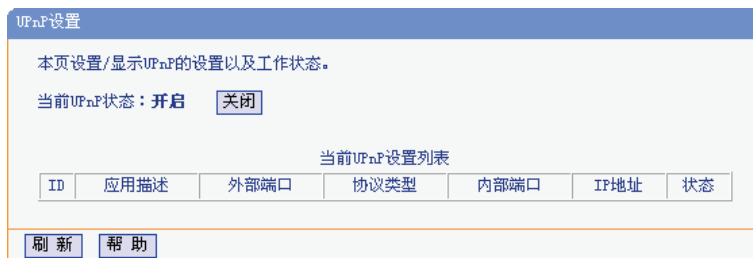 UPnP设置
本页设置/显示UPnP的设置以及工作状态。
当前UPnP状态：开启 关闭
当前UPnP设置列表
ID 应用描述 外部端口 协议类型 内部端口 IP地址 状态
刷 新 帮 助